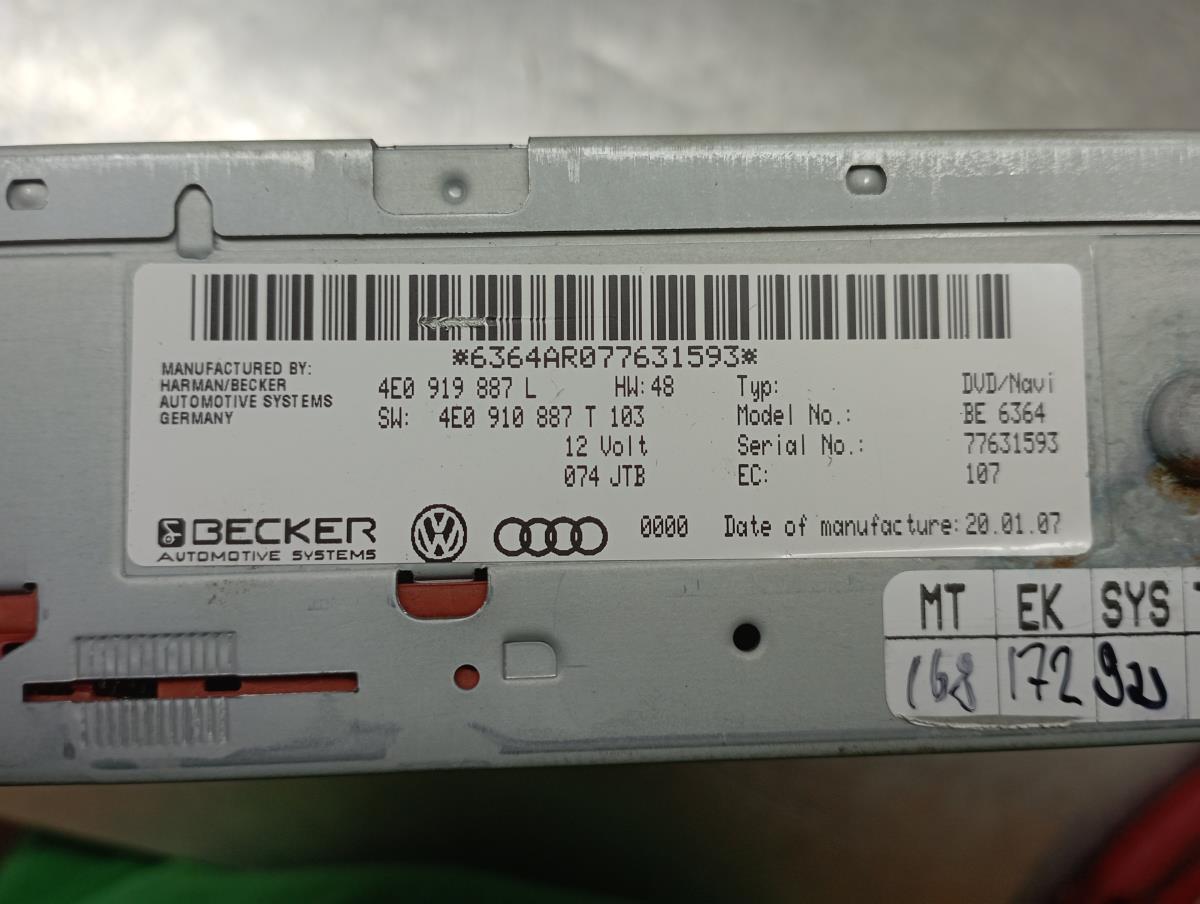 *6364AR077631593*
MANUFACTURED BY:
HARMAN/BECKER
AUTOMOTIVE SYSTEMS
GERMANY
4E0 919 887 L HW: 48
SW: 4E0 910 887 T 103
12 Volt
074 JTB
Typ: DVD/Navi
Model No.: BE 6364
Serial No.: 77631593
EC: 107
BECKER
AUTOMOTIVE SYSTEMS
0000 Date of manufacture: 20.01.07
MT EK SYS
168 172